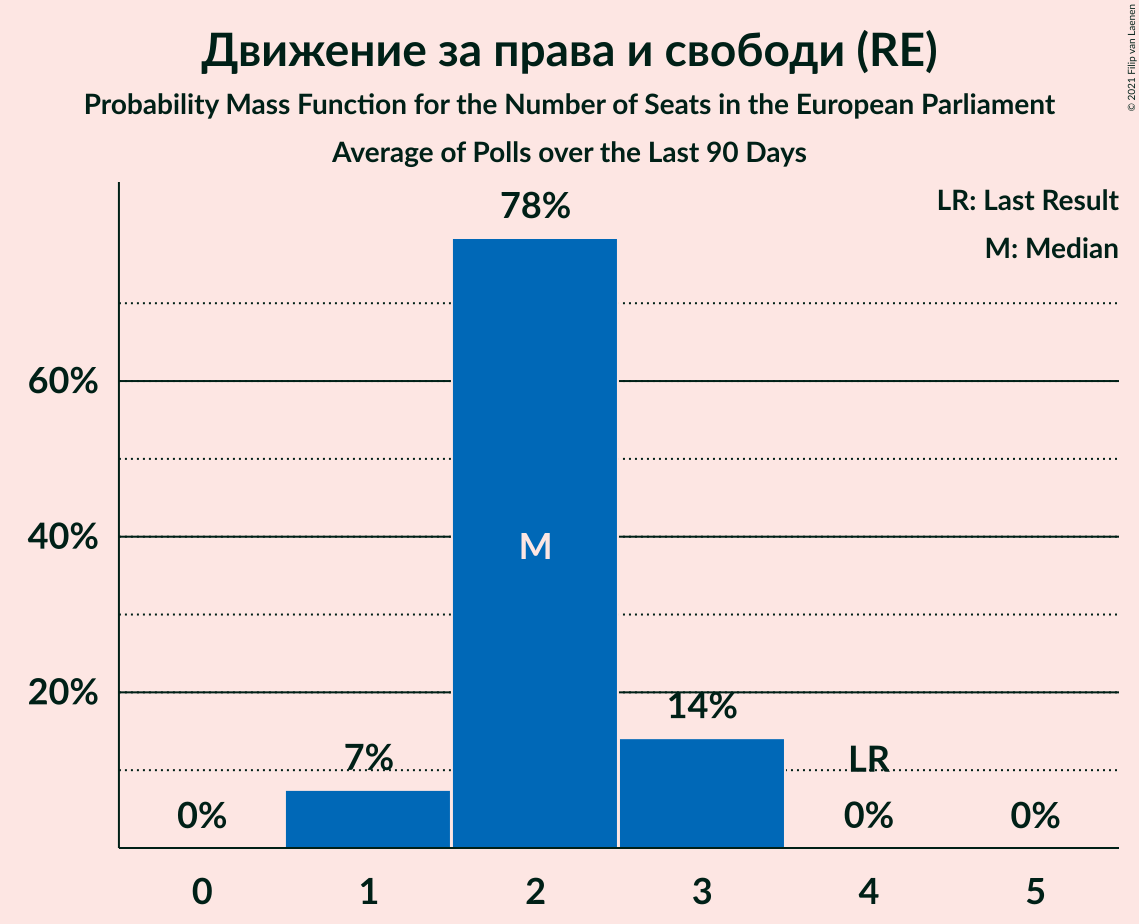 Движение за права и свободи (RE)
Probability Mass Function for the Number of Seats in the European Parliament
Average of Polls over the Last 90 Days
© 2021 Filip van Laenen
LR: Last Result
M: Median
78%
60%
40%
M
20%
14%
7%
LR
0%
0%
0%
0 1 2 3 4 5